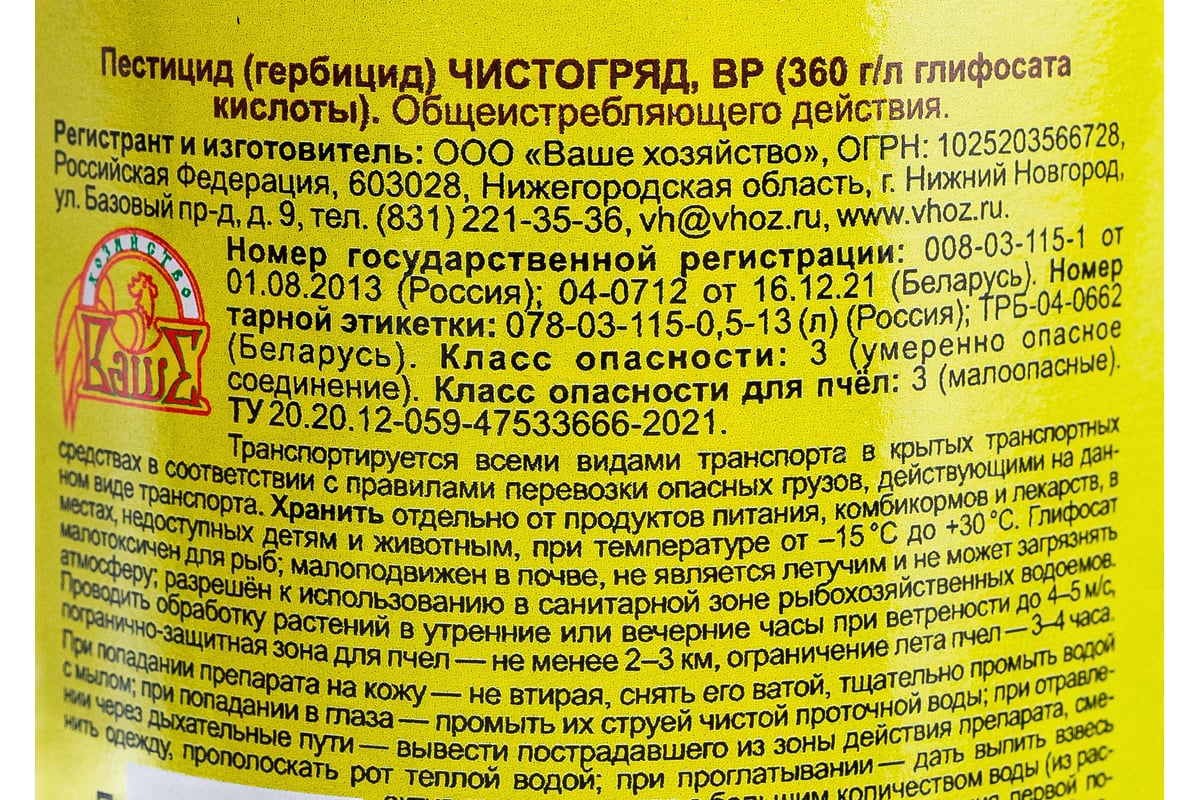 Пестицид (гербицид) ЧИСТОГРЯД, ВР (360 г/л глифосата
кислоты). Общеистребляющего действия.
Регистрант и изготовитель: ООО «Ваше хозяйство», ОГРН: 1025203566728,
Российская Федерация, 603028, Нижегородская область, г. Нижний Новгород,
ул. Базовый пр-д, д. 9, тел. (831) 221-35-36, vh@vhoz.ru, www.vhoz.ru.
ХОЗЯЙСТВО
ВАШЕ
Номер государственной регистрации: 008-03-115-1 от
01.08.2013 (Россия); 04-0712 от 16.12.21 (Беларусь). Номер
тарной этикетки: 078-03-115-0,5-13 (л) (Россия); ТРБ-04-0662
(Беларусь). Класс опасности: 3 (умеренно опасное
соединение). Класс опасности для пчёл: 3 (малоопасные).
ТУ 20.20.12-059-47533666-2021.
Транспортируется всеми видами транспорта в крытых транспортных
средствах в соответствии с правилами перевозки опасных грузов, действующими на дан-
ном виде транспорта. Хранить отдельно от продуктов питания, комбикормов и лекарств, в
местах, недоступных детям и животным, при температуре от –15 °С до +30 °С. Глифосат
малотоксичен для рыб; малоподвижен в почве, не является летучим и не может загрязнять
атмосферу; разрешён к использованию в санитарной зоне рыбохозяйственных водоемов.
Проводить обработку растений в утренние или вечерние часы при ветрености до 4–5 м/с,
погранично-защитная зона для пчел — не менее 2–3 км, ограничение лета пчел — 3–4 часа.
При попадании препарата на кожу — не втирая, снять его ватой, тщательно промыть водой
с мылом; при попадании в глаза — промыть их струей чистой проточной воды; при отравле-
нии через дыхательные пути — вывести пострадавшего из зоны действия препарата, сме-
нить одежду, прополоскать рот теплой водой; при проглатывании — дать выпить взвесь
большим количеством воды (из рас-
первой по-